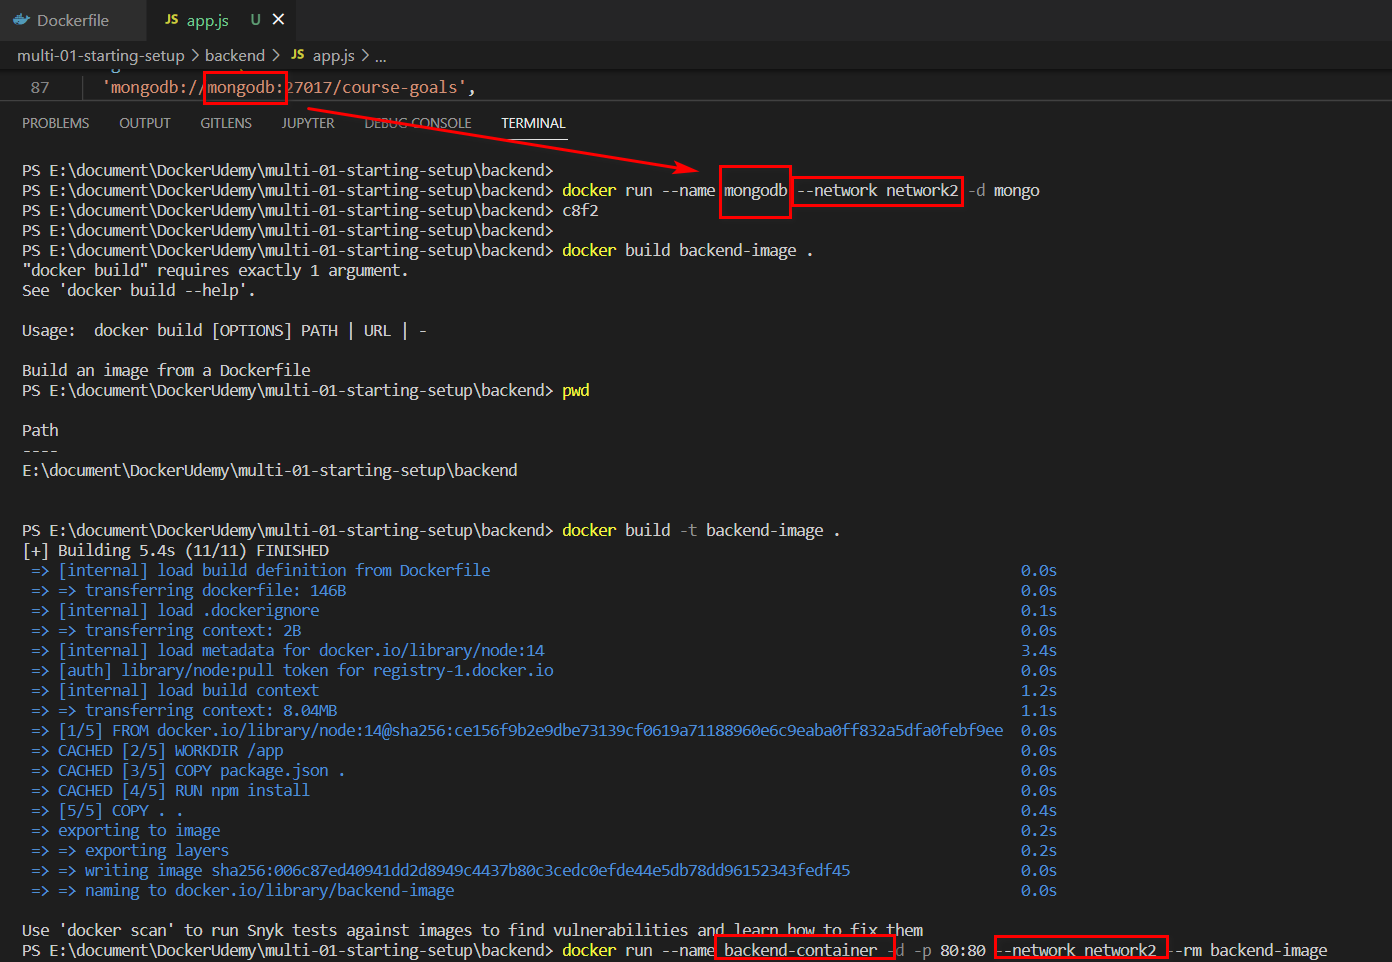 Dockerfile JS app.js U
multi-01-starting-setup > backend > JS app.js > ...
87 'mongodb://mongodb:27017/course-goals',
PROBLEMS OUTPUT GITLENS JUPYTER DEBUG CONSOLE TERMINAL
PS E:\document\DockerUdemy\multi-01-starting-setup\backend>
PS E:\document\DockerUdemy\multi-01-starting-setup\backend> docker run --name mongodb --network network2 -d mongo
PS E:\document\DockerUdemy\multi-01-starting-setup\backend> c8f2
PS E:\document\DockerUdemy\multi-01-starting-setup\backend>
PS E:\document\DockerUdemy\multi-01-starting-setup\backend> docker build backend-image .
"docker build" requires exactly 1 argument.
See 'docker build --help'.
Usage:  docker build [OPTIONS] PATH | URL | -
Build an image from a Dockerfile
PS E:\document\DockerUdemy\multi-01-starting-setup\backend> pwd
Path
----
E:\document\DockerUdemy\multi-01-starting-setup\backend
PS E:\document\DockerUdemy\multi-01-starting-setup\backend> docker build -t backend-image .
[+] Building 5.4s (11/11) FINISHED
=> [internal] load build definition from Dockerfile 0.0s
=> => transferring dockerfile: 146B 0.0s
=> [internal] load .dockerignore 0.1s
=> => transferring context: 2B 0.0s
=> [internal] load metadata for docker.io/library/node:14 3.4s
=> [auth] library/node:pull token for registry-1.docker.io 0.0s
=> [internal] load build context 1.2s
=> => transferring context: 8.04MB 1.1s
=> [1/5] FROM docker.io/library/node:14@sha256:ce156f9b2e9dbe73139cf0619a71188960e6c9eaba0ff832a5dfa0febf9ee 0.0s
=> CACHED [2/5] WORKDIR /app 0.0s
=> CACHED [3/5] COPY package.json . 0.0s
=> CACHED [4/5] RUN npm install 0.0s
=> [5/5] COPY . . 0.4s
=> exporting to image 0.2s
=> => exporting layers 0.2s
=> => writing image sha256:006c87ed40941dd2d8949c4437b80c3cedc0efde44e5db78dd96152343fedf45 0.0s
=> => naming to docker.io/library/backend-image 0.0s
Use 'docker scan' to run Snyk tests against images to find vulnerabilities and learn how to fix them
PS E:\document\DockerUdemy\multi-01-starting-setup\backend> docker run --name backend-container -d -p 80:80 --network network2 --rm backend-image